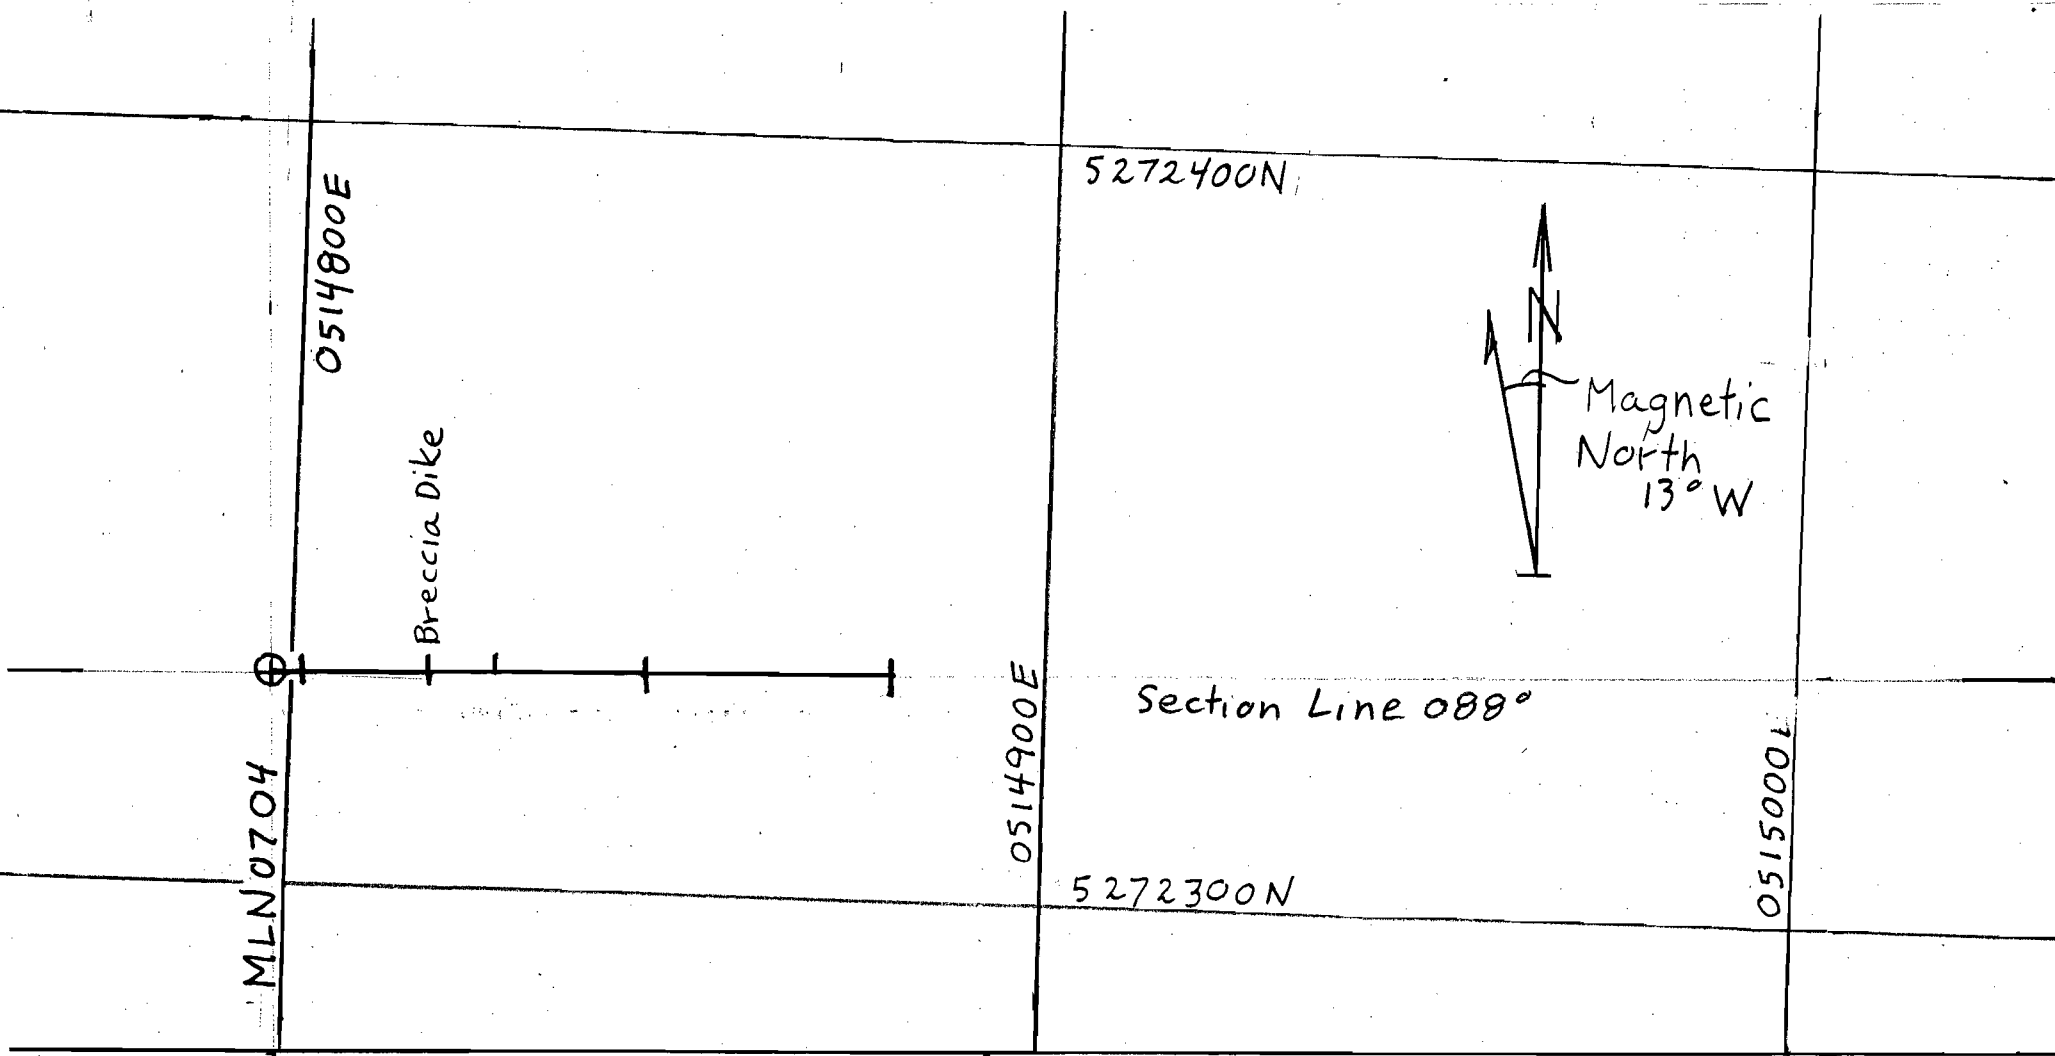 0514800E
5272400N
N
Magnetic
North
13° W
Breccia Dike
MLN0704
0514900E
Section Line 088°
0515000E
5272300N